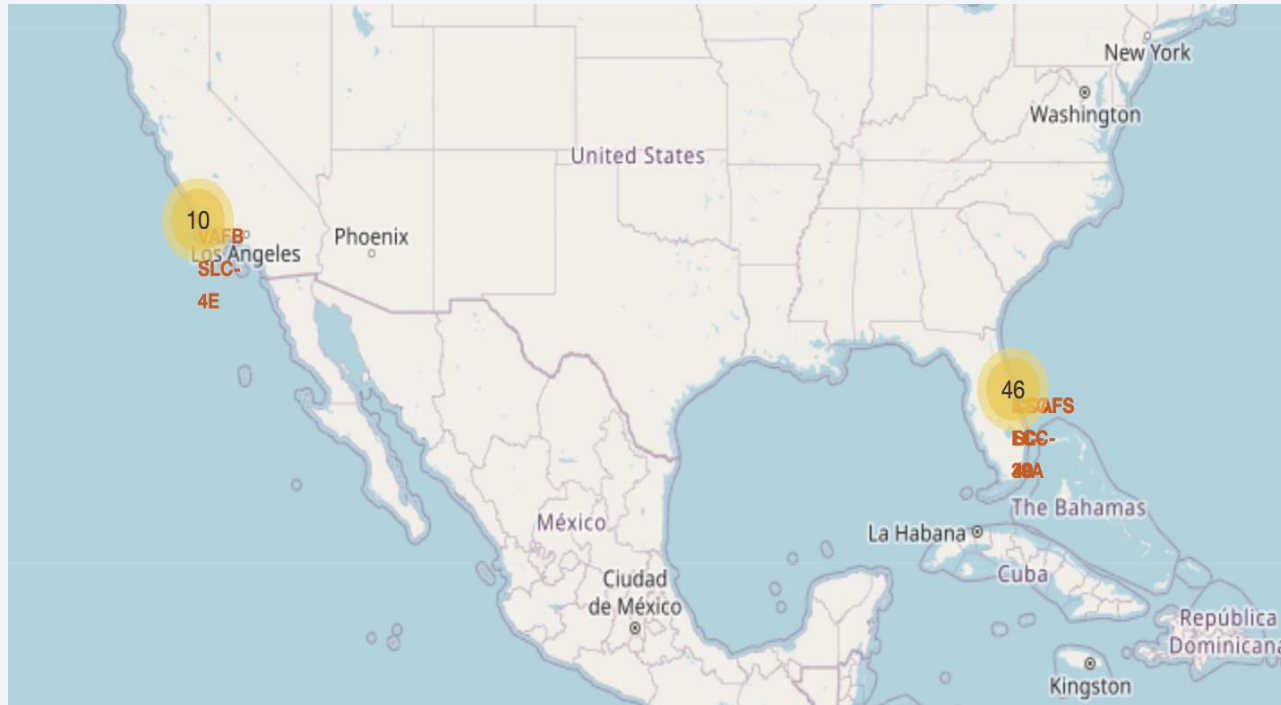 New York
Washington
United States
10
VAFB
Phoenix
Los Angeles
SLC-
4E
46
The Bahamas
México
La Habana
Cuba
Ciudad
de México
República
Dominicana
Kingston